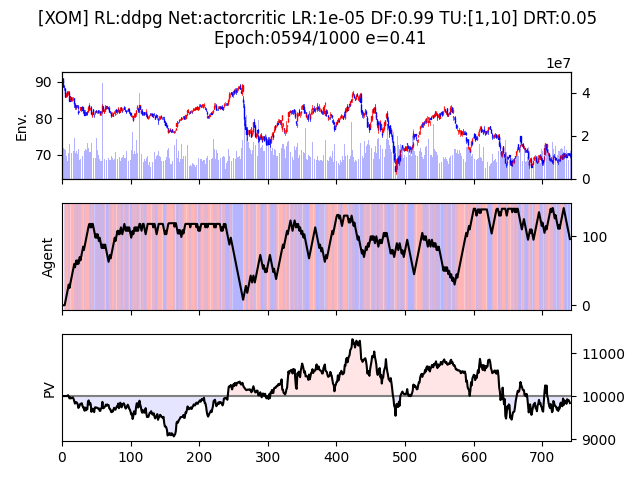 [XOM] RL:ddpg Net:actorcritic LR:1e-05 DF:0.99 TU:[1,10] DRT:0.05
Epoch:0594/1000 e=0.41
1e7
90
80
70
Env.
4
2
0
Agent
100
0
PV
11000
10000
9000
0 100 200 300 400 500 600 700